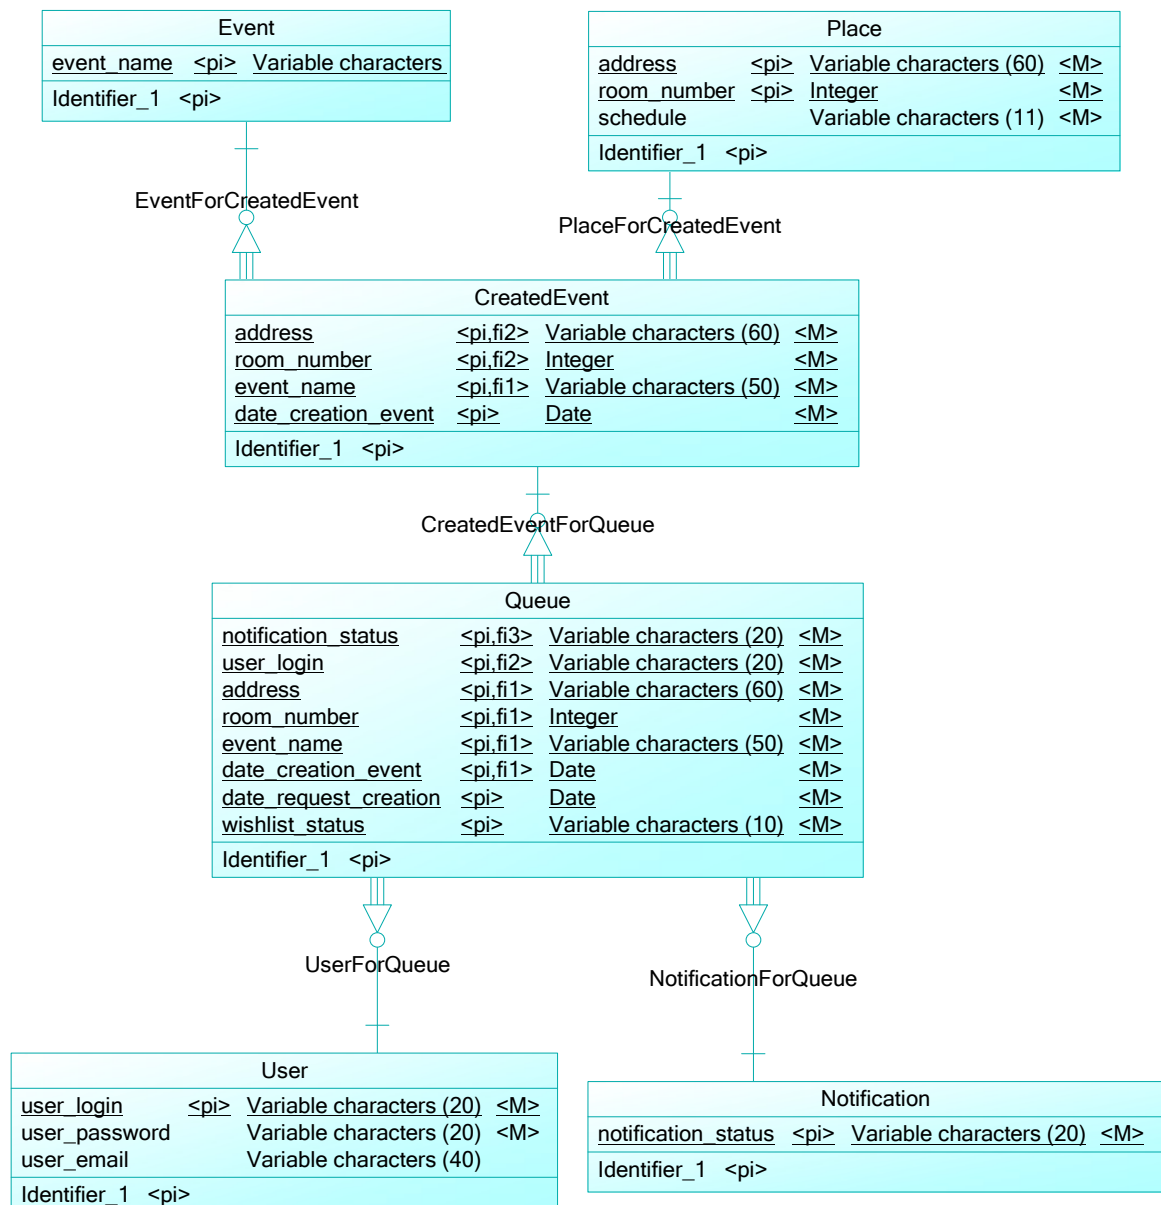 Event
event_name <pi> Variable characters
Identifier_1 <pi>
Place
address <pi> Variable characters (60) <M>
room_number <pi> Integer <M>
schedule Variable characters (11) <M>
Identifier_1 <pi>
EventForCreatedEvent
PlaceForCreatedEvent
CreatedEvent
address <pi,fi2> Variable characters (60) <M>
room_number <pi,fi2> Integer <M>
event_name <pi,fi1> Variable characters (50) <M>
date_creation_event <pi> Date <M>
Identifier_1 <pi>
CreatedEventForQueue
Queue
notification_status <pi,fi3> Variable characters (20) <M>
user_login <pi,fi2> Variable characters (20) <M>
address <pi,fi1> Variable characters (60) <M>
room_number <pi,fi1> Integer <M>
event_name <pi,fi1> Variable characters (50) <M>
date_creation_event <pi,fi1> Date <M>
date_request_creation <pi> Date <M>
wishlist_status <pi> Variable characters (10) <M>
Identifier_1 <pi>
UserForQueue
NotificationForQueue
User
user_login <pi> Variable characters (20) <M>
user_password Variable characters (20) <M>
user_email Variable characters (40)
Identifier_1 <pi>
Notification
notification_status <pi> Variable characters (20) <M>
Identifier_1 <pi>